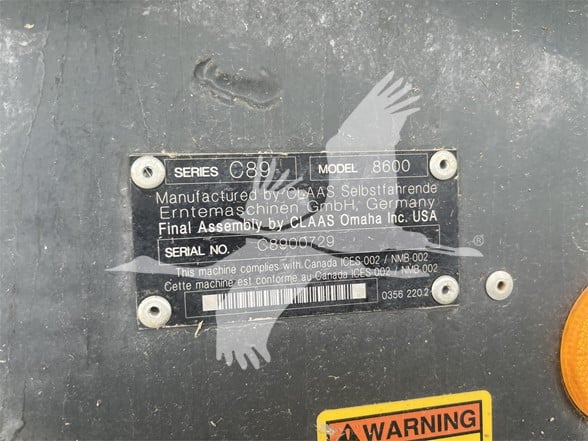 SERIES C89 MODEL 8600
Manufactured by CLAAS Selbstfahrende
Erntemaschinen GmbH, Germany
Final Assembly by CLAAS Omaha Inc. USA
SERIAL NO. C8900729
This machine complies with Canada ICES-002 / NMB-002
Cette machine est conforme au Canada ICES-002 / NMB-002
0356 220.2
®
WARNING